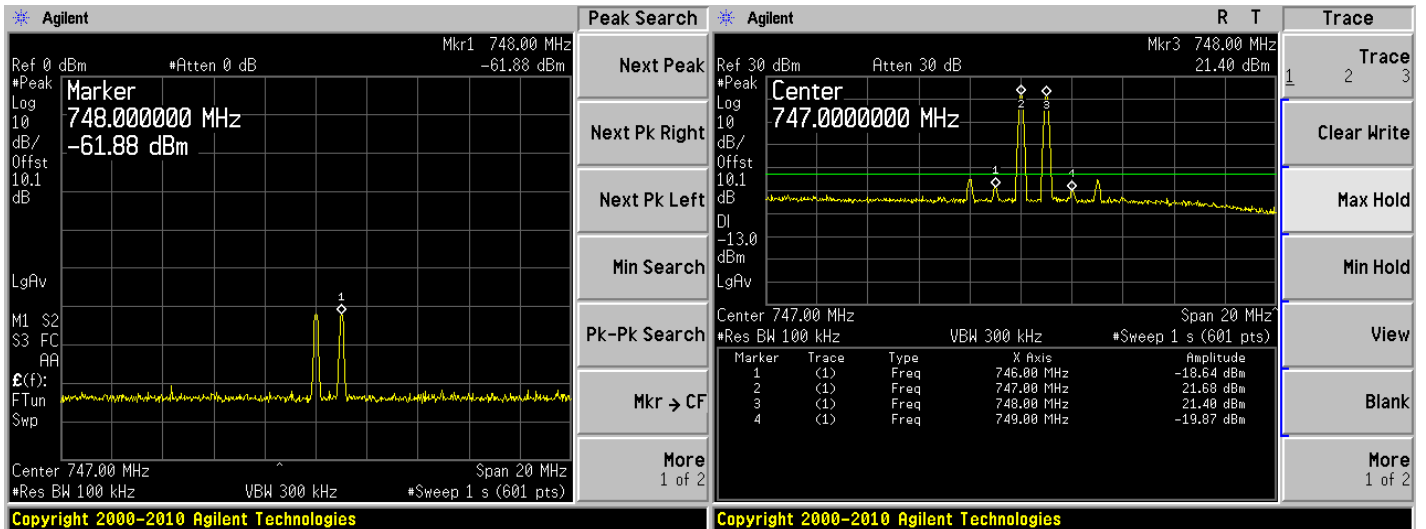 Agilent
Peak Search
Mkr1 748.00 MHz
Ref 0 dBm #Atten 0 dB -61.88 dBm
#Peak
Log
10
dB/
Offst
10.1
dB
Marker
748.000000 MHz
-61.88 dBm
LgAv
1
M1 S2
S3 FC
AA
£(f):
FTun
Swp
Center 747.00 MHz Span 20 MHz
#Res BW 100 kHz VBW 300 kHz #Sweep 1 s (601 pts)
Next Peak
Next Pk Right
Next Pk Left
Min Search
Pk-Pk Search
Mkr → CF
More
1 of 2
Copyright 2000-2010 Agilent Technologies
Agilent R T
Trace
Mkr3 748.00 MHz
Ref 30 dBm Atten 30 dB 21.40 dBm
#Peak
Log
10
dB/
Offst
10.1
dB
DI
-13.0
dBm
LgAv
Center
747.0000000 MHz
1
2
3
4
Center 747.00 MHz Span 20 MHz^
#Res BW 100 kHz VBW 300 kHz #Sweep 1 s (601 pts)
Marker Trace Type X Axis Amplitude
1 (1) Freq 746.00 MHz -18.64 dBm
2 (1) Freq 747.00 MHz 21.68 dBm
3 (1) Freq 748.00 MHz 21.40 dBm
4 (1) Freq 749.00 MHz -19.87 dBm
Trace
1 2 3
Clear Write
Max Hold
Min Hold
View
Blank
More
1 of 2
Copyright 2000-2010 Agilent Technologies